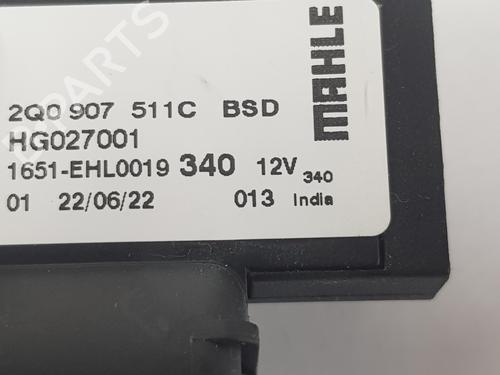 MAHLE
2Q0 907 511C BSD
HG027001
1651-EHL0019 340 12V 340
01 22/06/22 013 India